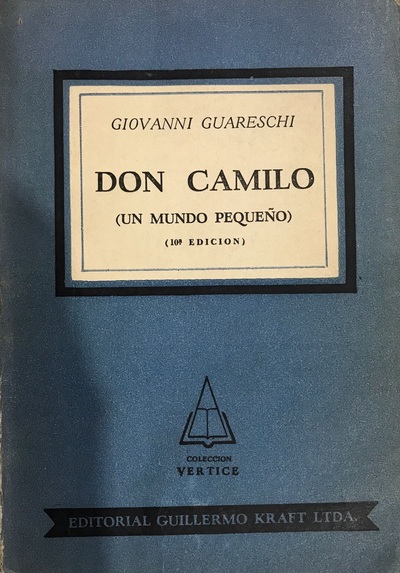 GIOVANNI GUARESCHI
DON CAMILO
(UN MUNDO PEQUEÑO)
(10ª EDICION)
COLECCION
VERTICE
EDITORIAL GUILLERMO KRAFT LTDA.